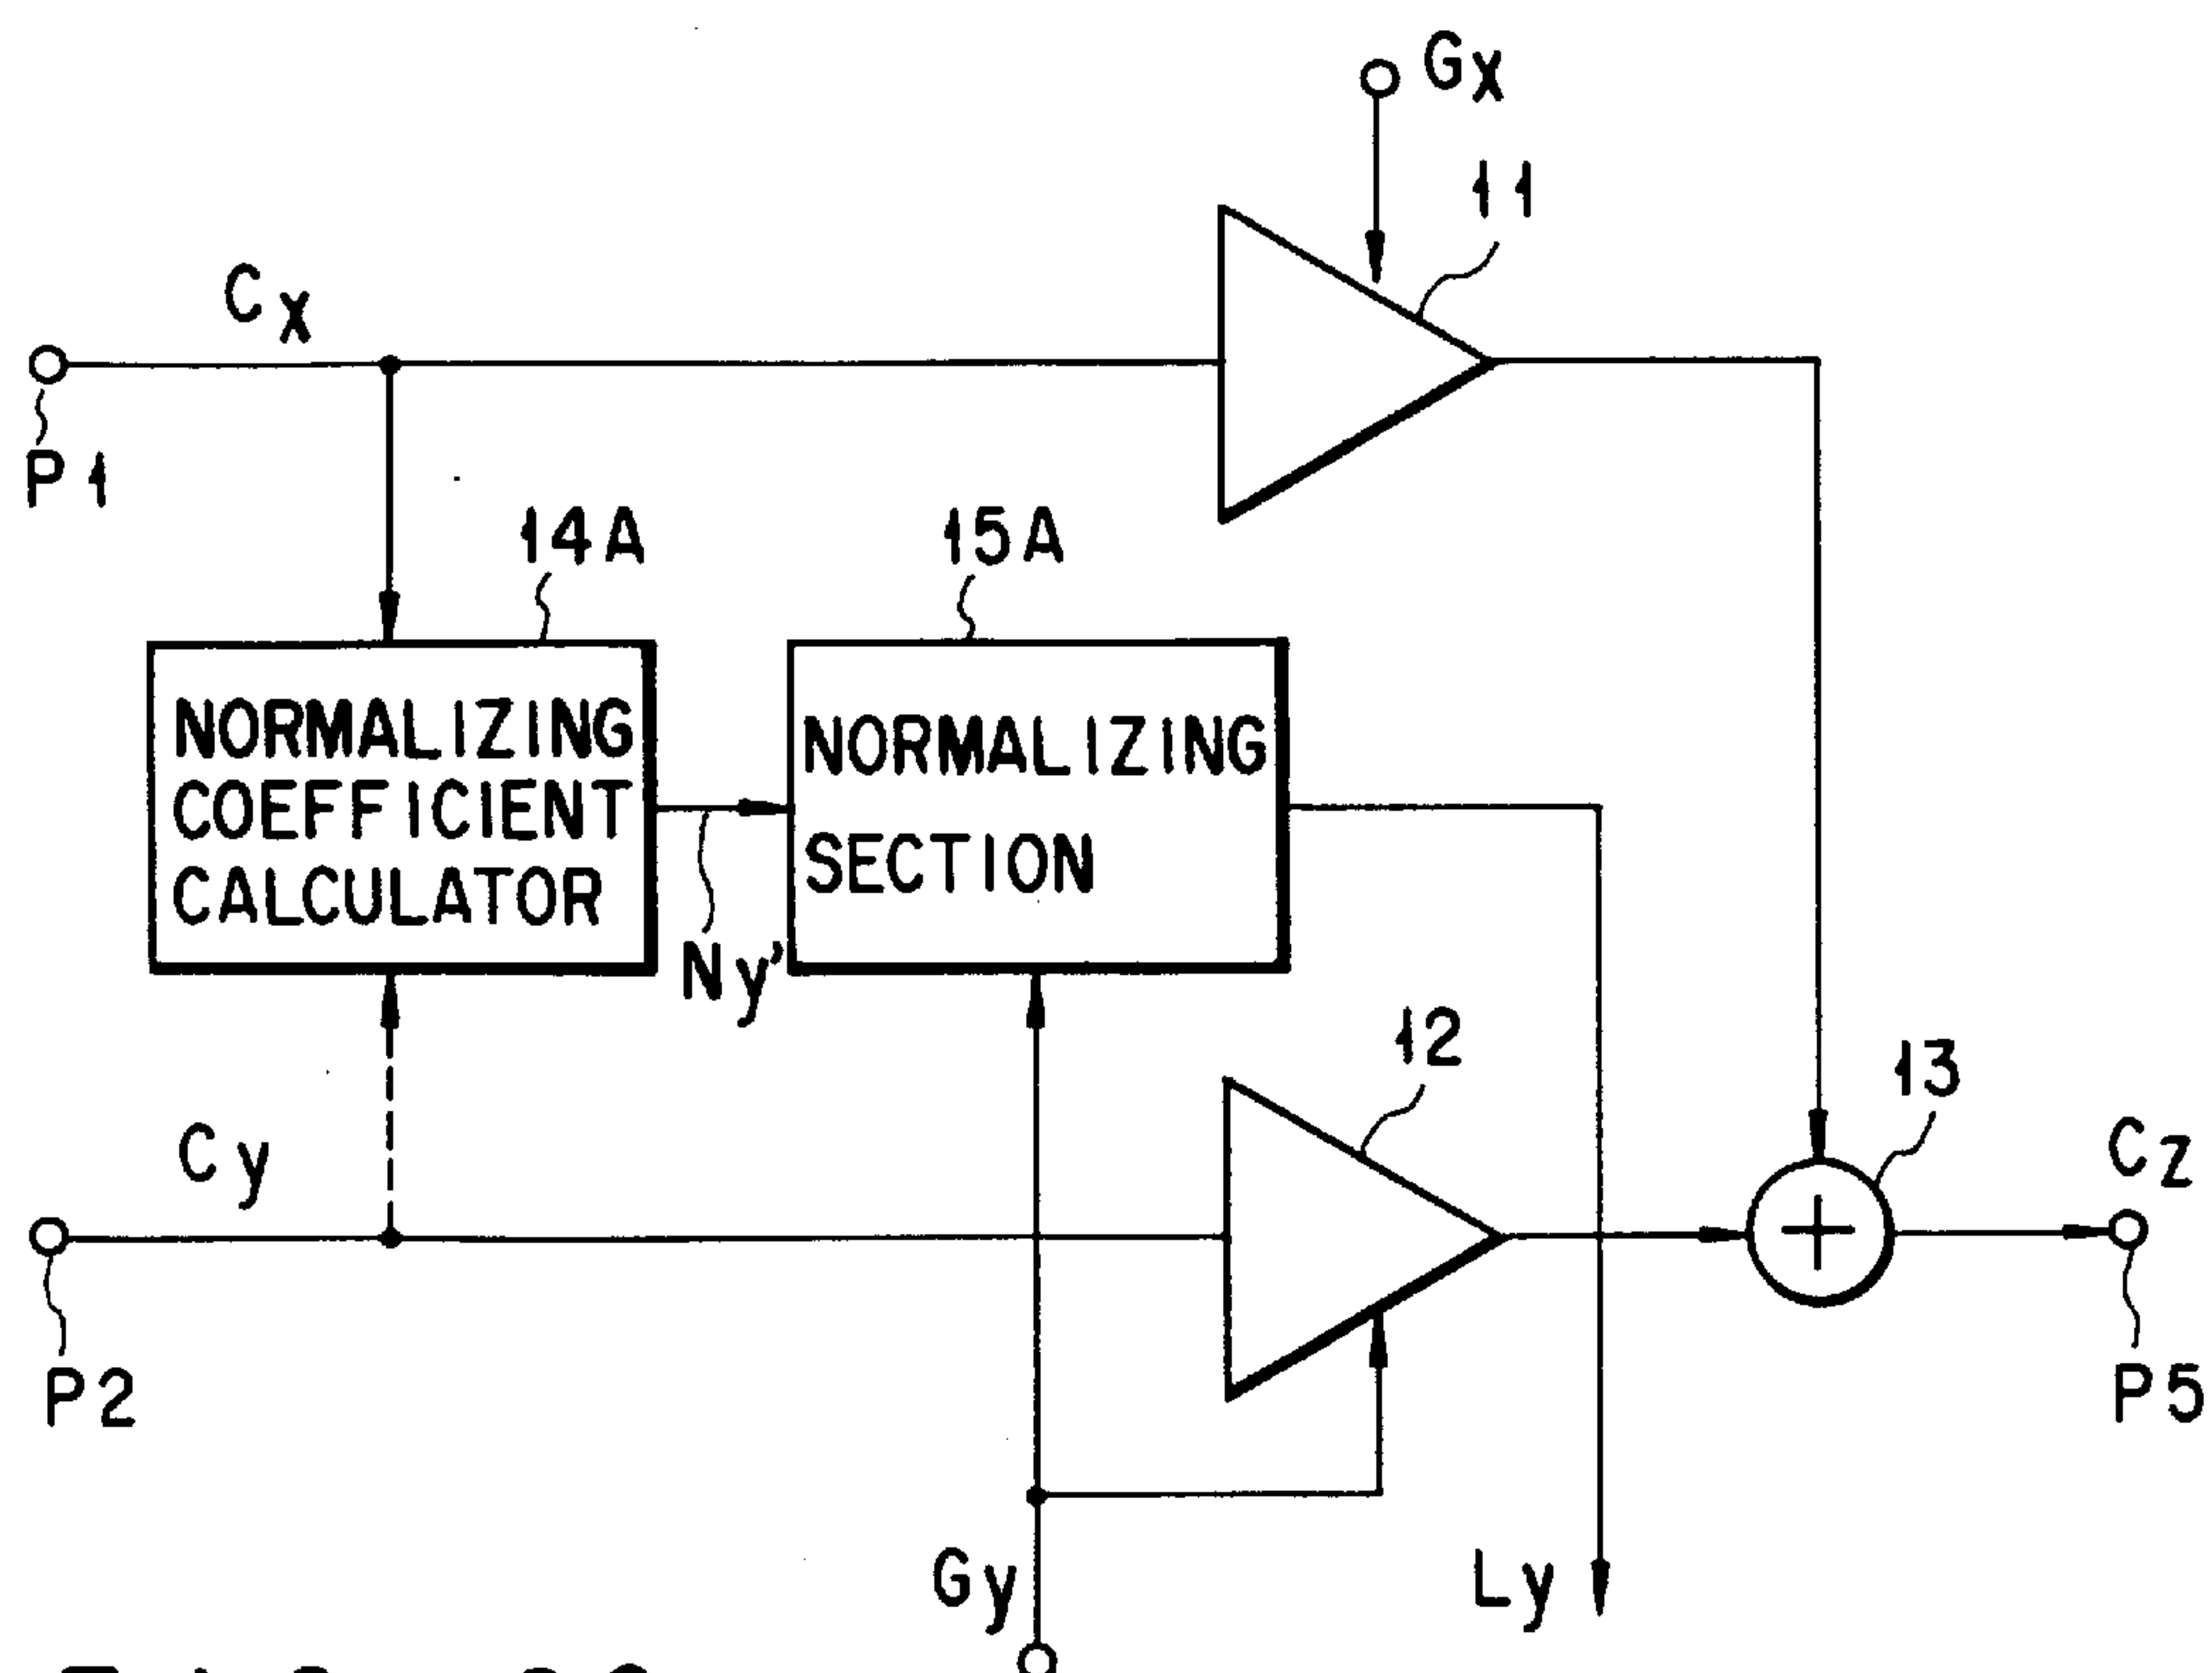 Gx
11
Cx
P1
14A
15A
NORMALIZING
COEFFICIENT
CALCULATOR
NORMALIZING
SECTION
Ny'
12
13
Cy
Cz
P2
P5
Gy
Ly